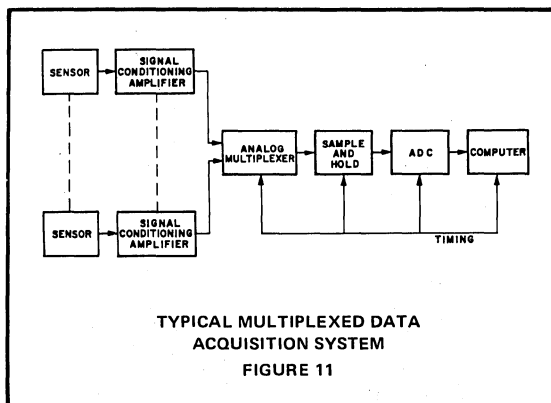 SENSOR
SIGNAL
CONDITIONING
AMPLIFIER
ANALOG
MULTIPLEXER
SAMPLE
AND
HOLD
ADC
COMPUTER
SENSOR
SIGNAL
CONDITIONING
AMPLIFIER
TIMING
TYPICAL MULTIPLEXED DATA
ACQUISITION SYSTEM
FIGURE 11